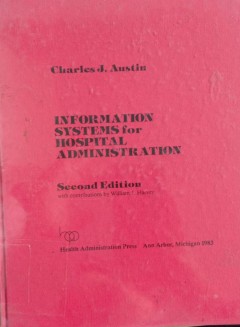 Charles J. Austin
INFORMATION
SYSTEMS for
HOSPITAL
ADMINISTRATION
Second Edition
with contributions by William
Health Administration Press Ann Arbor, Michigan 1983